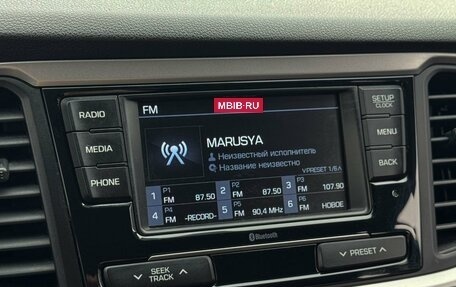 MBIB·RU
FM
MARUSYA
Неизвестный исполнитель
Название неизвестно
VPRESET 1/6
1 P1 FM 87.50 2 P2 FM 87.50 3 P3 FM 107.90
4 P4 FM -RECORD- 5 P5 FM 90,4 MHz 6 P6 FM НОВОЕ
Bluetooth
RADIO
MEDIA
PHONE
SETUP
CLOCK
MENU
BACK
SEEK
TRACK
PRESET